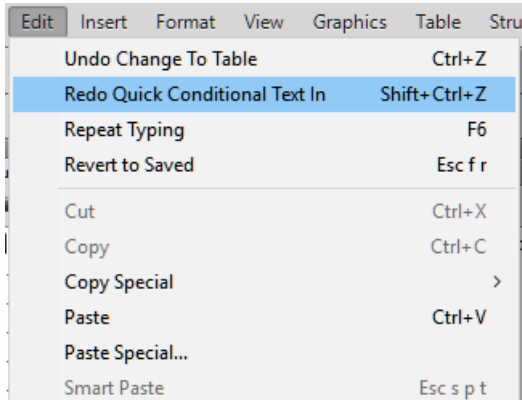 Edit Insert Format View Graphics Table Stru
Undo Change To Table Ctrl+Z
Redo Quick Conditional Text In Shift+Ctrl+Z
Repeat Typing F6
Revert to Saved Esc f r
Cut Ctrl+X
Copy Ctrl+C
Copy Special >
Paste Ctrl+V
Paste Special...
Smart Paste Esc s p t